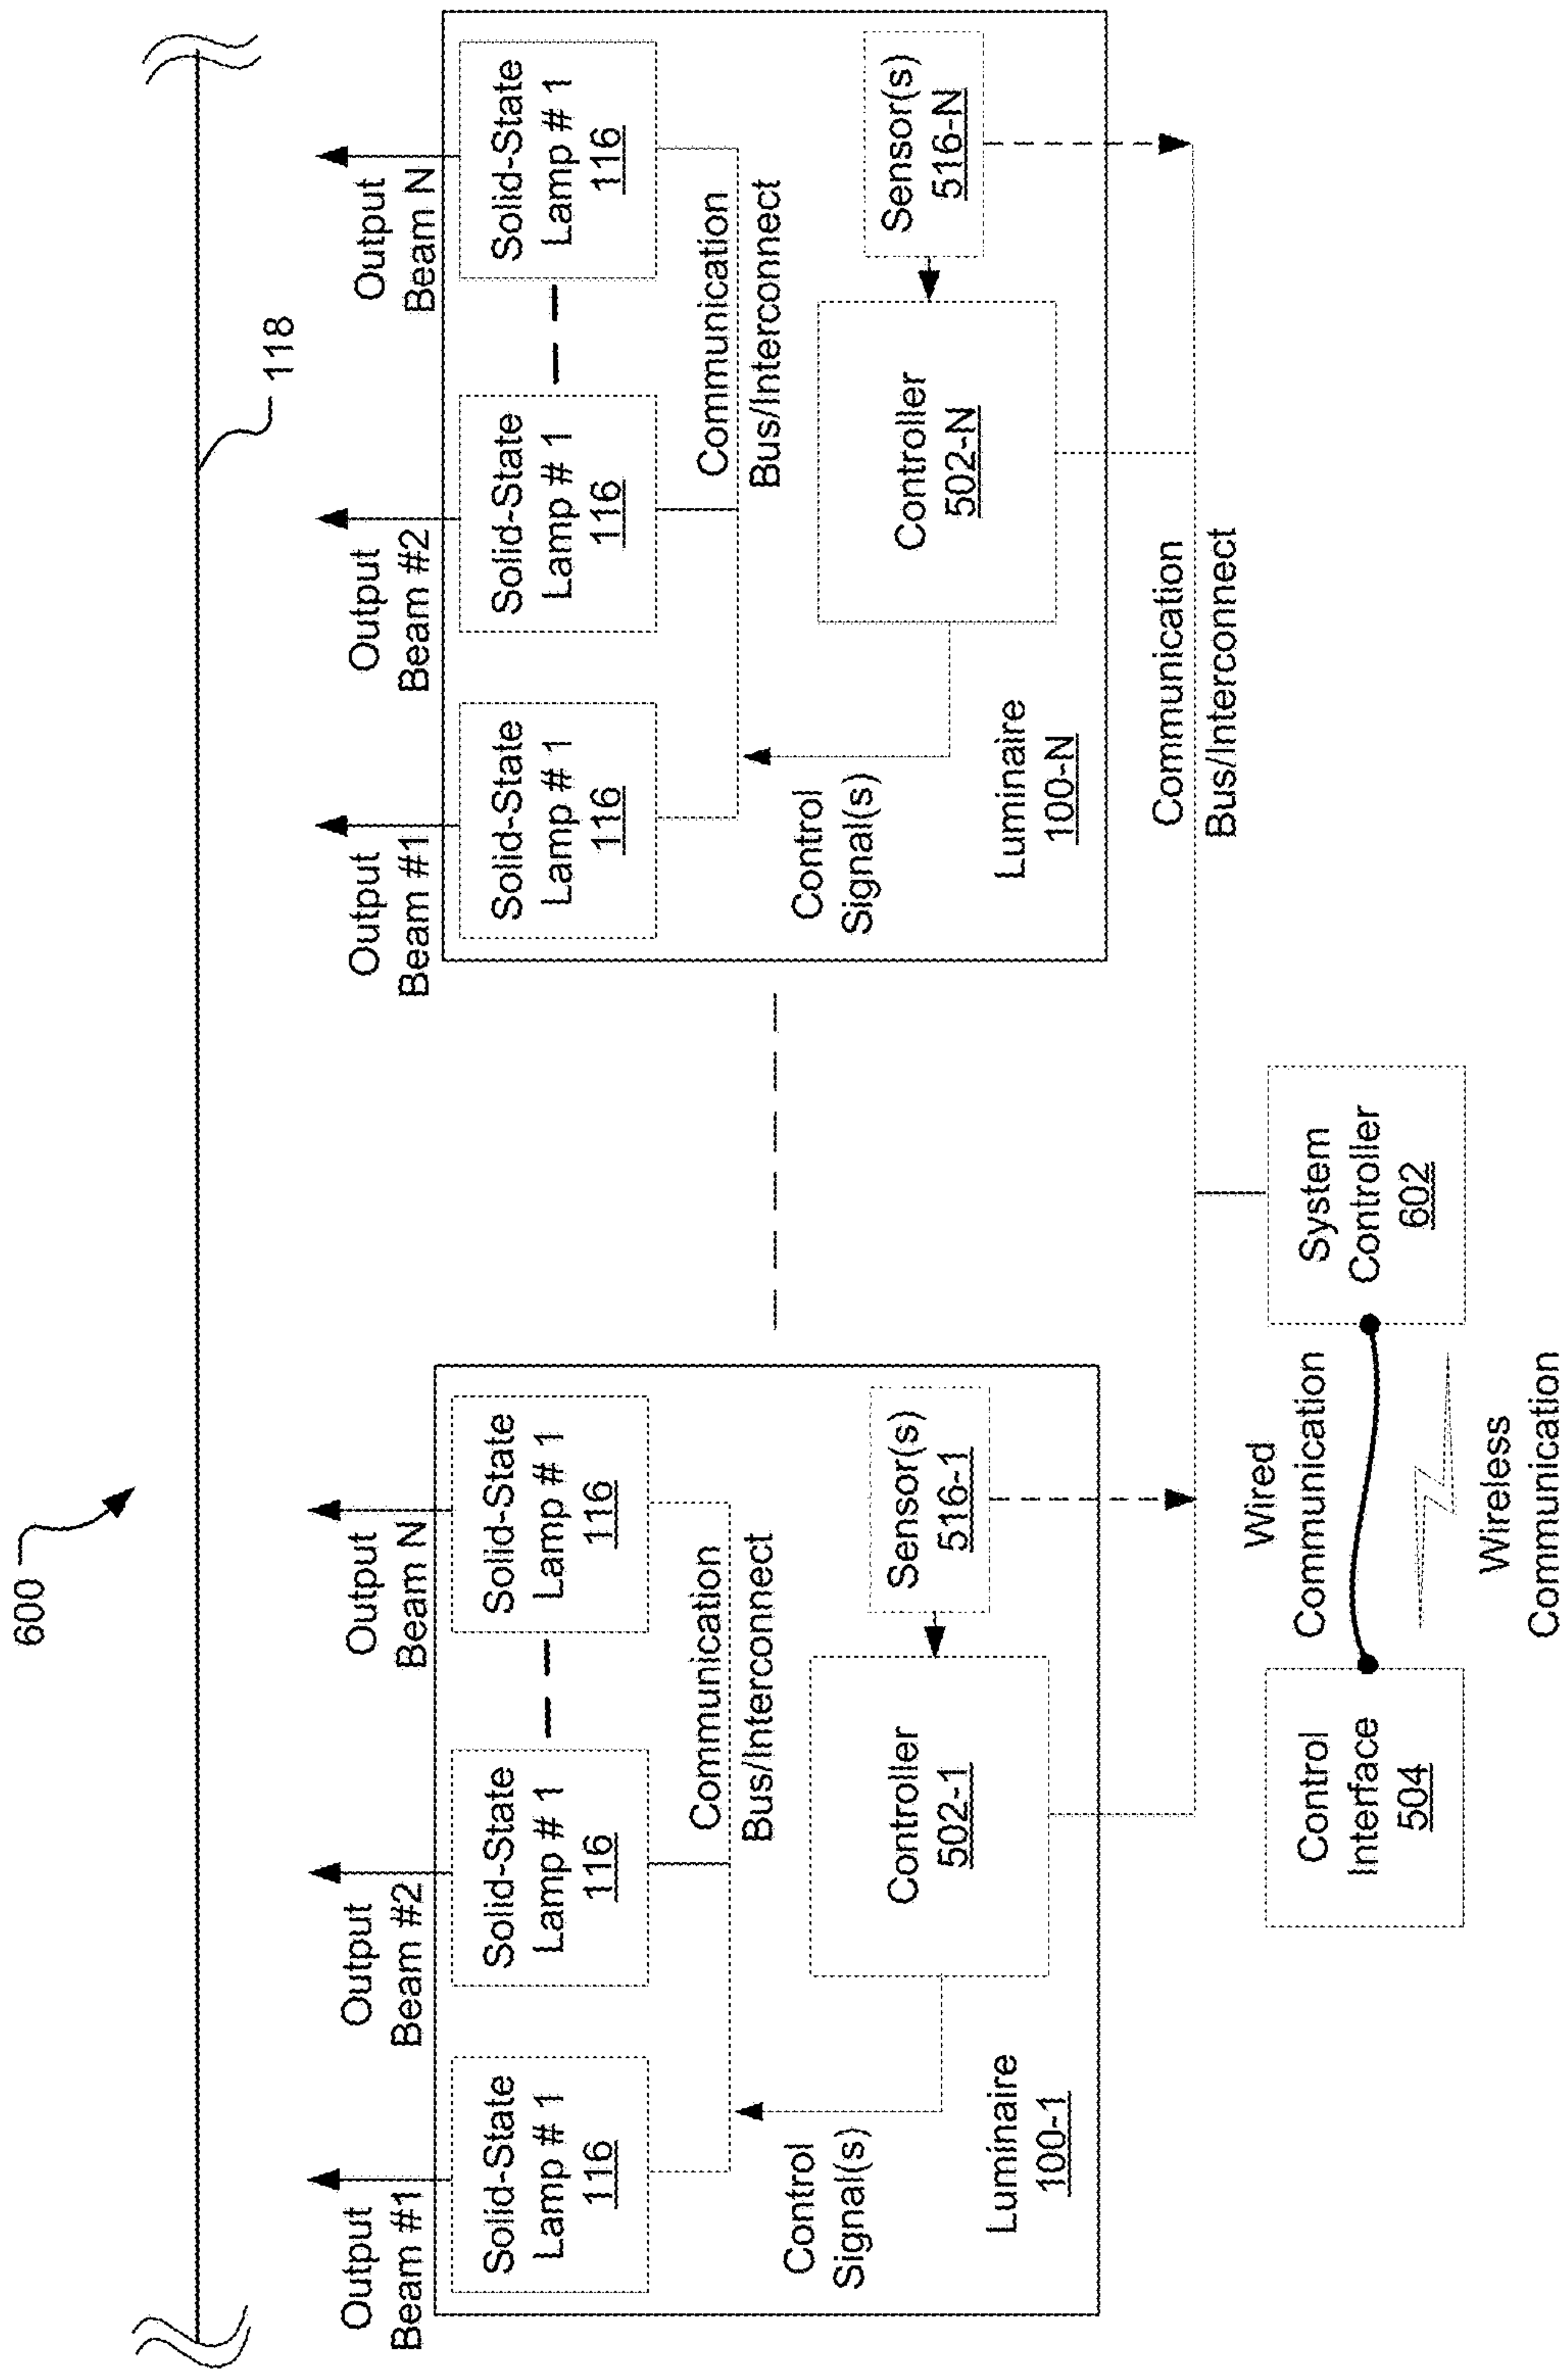 600
118
Output
Beam #1
Output
Beam #2
Output
Beam N
Solid-State
Lamp # 1
116
Solid-State
Lamp # 1
116
Solid-State
Lamp # 1
116
Communication
Bus/Interconnect
Control
Signal(s)
Controller
502-1
Sensor(s)
516-1
Luminaire
100-1
Output
Beam #1
Output
Beam #2
Output
Beam N
Solid-State
Lamp # 1
116
Solid-State
Lamp # 1
116
Solid-State
Lamp # 1
116
Communication
Bus/Interconnect
Control
Signal(s)
Controller
502-N
Sensor(s)
516-N
Luminaire
100-N
Communication
Bus/Interconnect
Control
Interface
504
Wired
Communication
Wireless
Communication
System
Controller
602